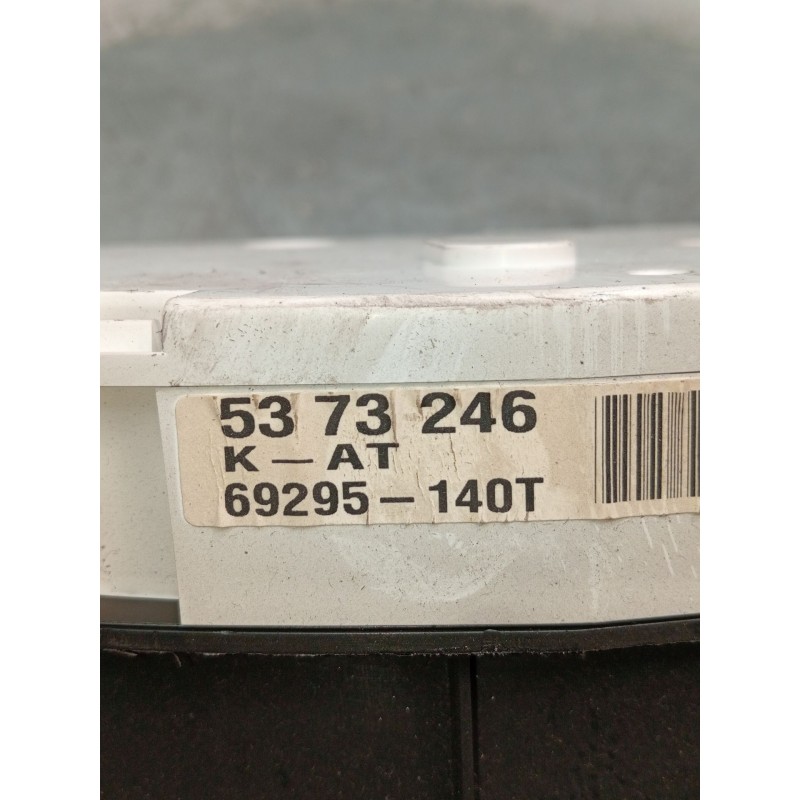 53 73 246
K — AT
69295 – 140T